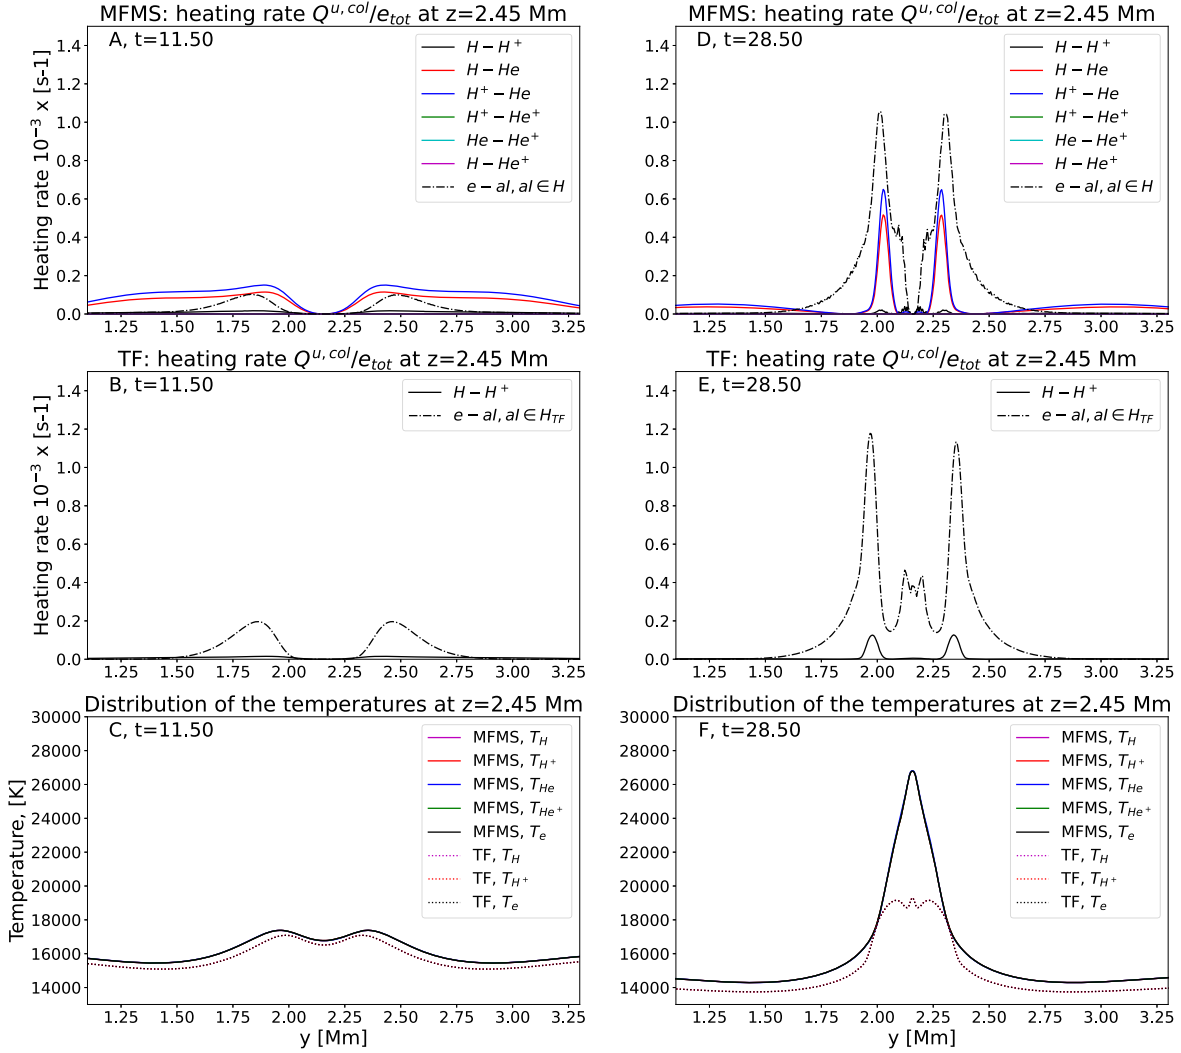 MFMS: heating rate Q^{u,col}/e_{tot} at z=2.45 Mm
A, t=11.50
1.4
1.2
1.0
0.8
0.6
0.4
0.2
0.0
Heating rate 10^{-3} x [s-1]
H − H^+
H − He
H^+ − He
H^+ − He^+
He − He^+
H − He^+
e − aI, aI ∈ H
1.25 1.50 1.75 2.00 2.25 2.50 2.75 3.00 3.25
MFMS: heating rate Q^{u,col}/e_{tot} at z=2.45 Mm
D, t=28.50
1.4
1.2
1.0
0.8
0.6
0.4
0.2
0.0
H − H^+
H − He
H^+ − He
H^+ − He^+
He − He^+
H − He^+
e − aI, aI ∈ H
1.25 1.50 1.75 2.00 2.25 2.50 2.75 3.00 3.25
TF: heating rate Q^{u,col}/e_{tot} at z=2.45 Mm
B, t=11.50
1.4
1.2
1.0
0.8
0.6
0.4
0.2
0.0
Heating rate 10^{-3} x [s-1]
H − H^+
e − aI, aI ∈ H_{TF}
1.25 1.50 1.75 2.00 2.25 2.50 2.75 3.00 3.25
TF: heating rate Q^{u,col}/e_{tot} at z=2.45 Mm
E, t=28.50
1.4
1.2
1.0
0.8
0.6
0.4
0.2
0.0
H − H^+
e − aI, aI ∈ H_{TF}
1.25 1.50 1.75 2.00 2.25 2.50 2.75 3.00 3.25
Distribution of the temperatures at z=2.45 Mm
C, t=11.50
30000
28000
26000
24000
22000
20000
18000
16000
14000
Temperature, [K]
MFMS, T_H
MFMS, T_{H^+}
MFMS, T_{He}
MFMS, T_{He^+}
MFMS, T_e
TF, T_H
TF, T_{H^+}
TF, T_e
1.25 1.50 1.75 2.00 2.25 2.50 2.75 3.00 3.25
y [Mm]
Distribution of the temperatures at z=2.45 Mm
F, t=28.50
30000
28000
26000
24000
22000
20000
18000
16000
14000
MFMS, T_H
MFMS, T_{H^+}
MFMS, T_{He}
MFMS, T_{He^+}
MFMS, T_e
TF, T_H
TF, T_{H^+}
TF, T_e
1.25 1.50 1.75 2.00 2.25 2.50 2.75 3.00 3.25
y [Mm]